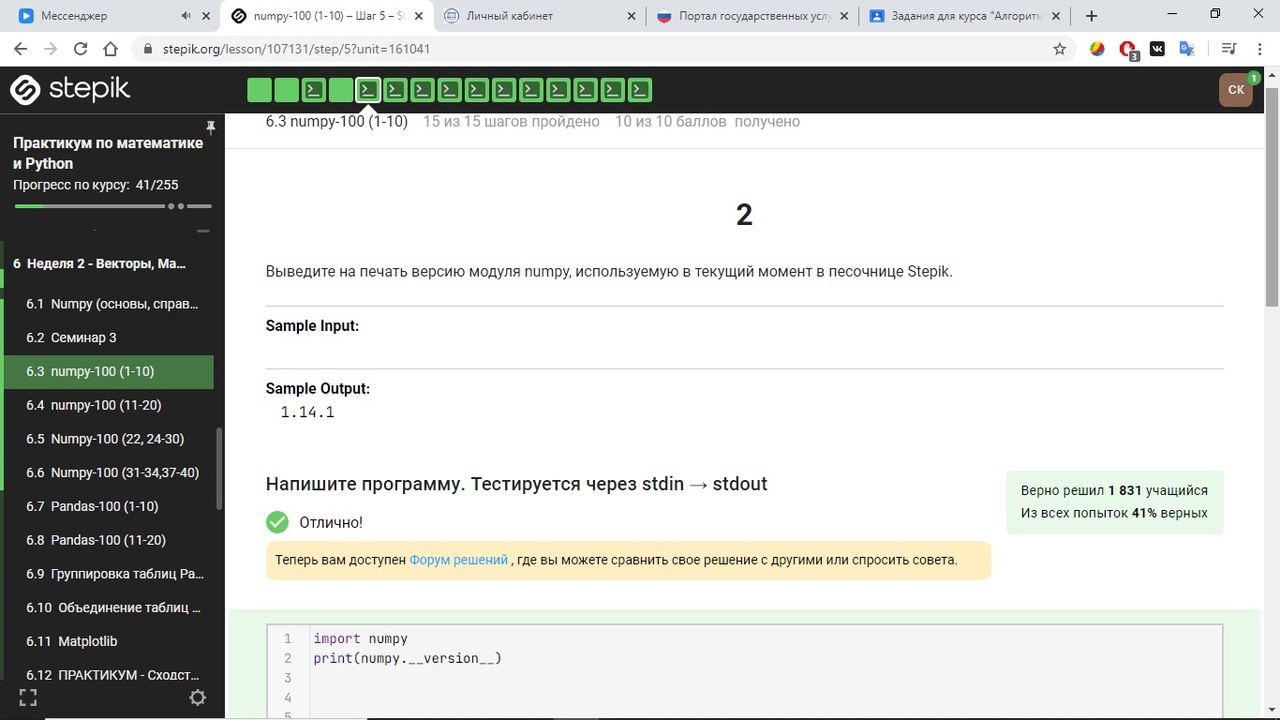 Мессенджер
numpy-100 (1-10) – Шаг 5 – St
Личный кабинет
Портал государственных услу
Задания для курса "Алгоритм
stepik.org/lesson/107131/step/5?unit=161041
3
stepik
СК
1
Практикум по математике
и Python
Прогресс по курсу: 41/255
6 Неделя 2 - Векторы, Ма...
6.1 Numpy (основы, справ...
6.2 Семинар 3
6.3 numpy-100 (1-10)
6.4 numpy-100 (11-20)
6.5 Numpy-100 (22, 24-30)
6.6 Numpy-100 (31-34,37-40)
6.7 Pandas-100 (1-10)
6.8 Pandas-100 (11-20)
6.9 Группировка таблиц Pa...
6.10 Объединение таблиц ...
6.11 Matplotlib
6.12 ПРАКТИКУМ - Сходст...
6.3 numpy-100 (1-10) 15 из 15 шагов пройдено 10 из 10 баллов получено
2
Выведите на печать версию модуля numpy, используемую в текущий момент в песочнице Stepik.
Sample Input:
Sample Output:
1.14.1
Напишите программу. Тестируется через stdin → stdout
Верно решил 1 831 учащийся
Из всех попыток 41% верных
Отлично!
Теперь вам доступен Форум решений , где вы можете сравнить свое решение с другими или спросить совета.
1 import numpy
2 print(numpy.__version__)
3
4
5